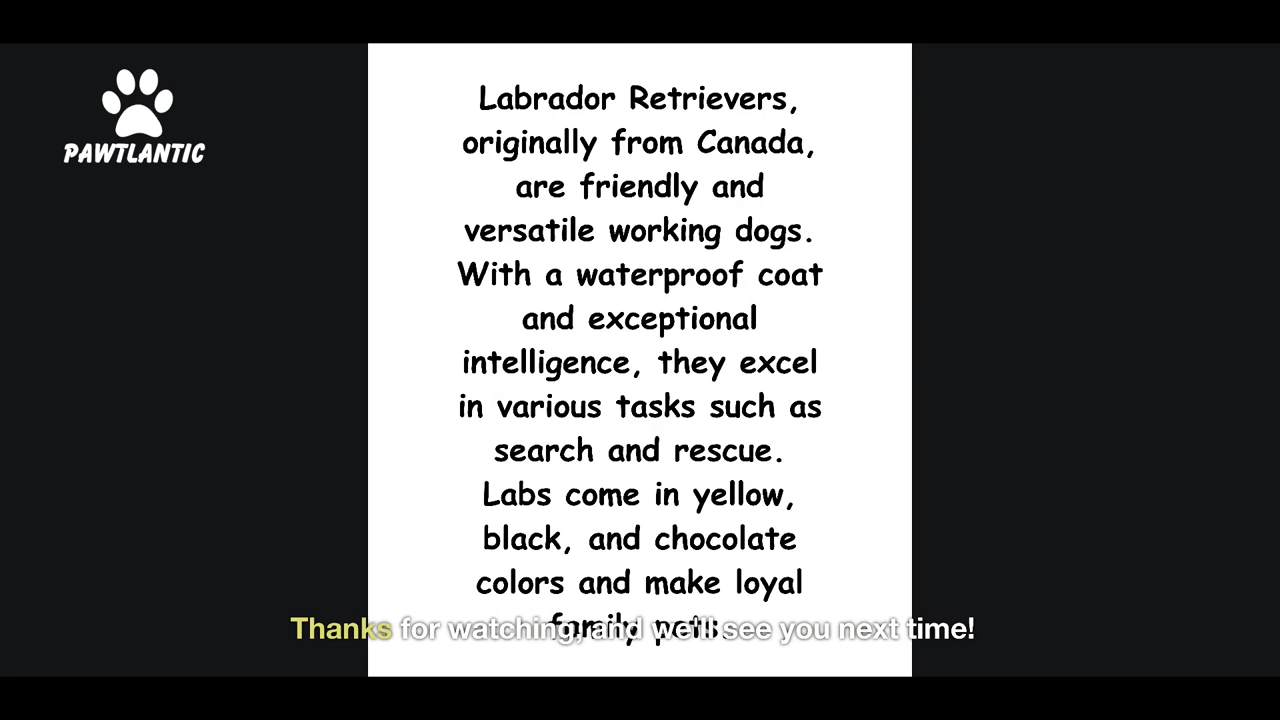 PAWTLANTIC
Labrador Retrievers,
originally from Canada,
are friendly and
versatile working dogs.
With a waterproof coat
and exceptional
intelligence, they excel
in various tasks such as
search and rescue.
Labs come in yellow,
black, and chocolate
colors and make loyal
family pets.
Thanks for watching, and we'll see you next time!